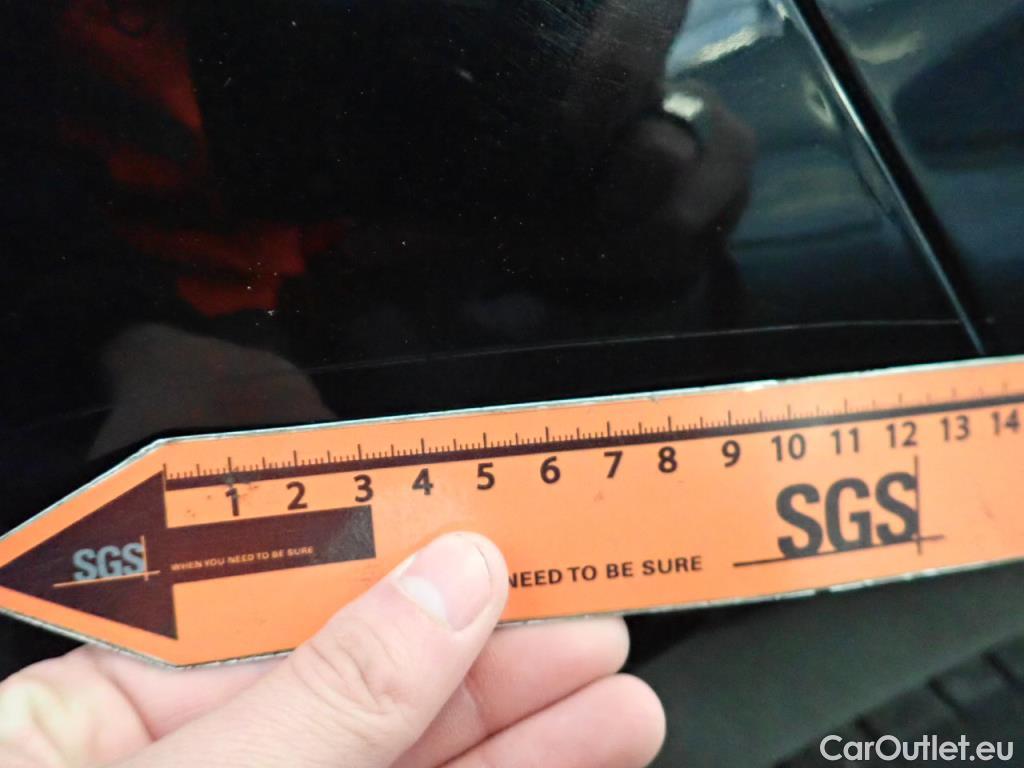 1 2 3 4 5 6 7 8 9 10 11 12 13 14
SGS
WHEN YOU NEED TO BE SURE
SGS
NEED TO BE SURE
CarOutlet.eu